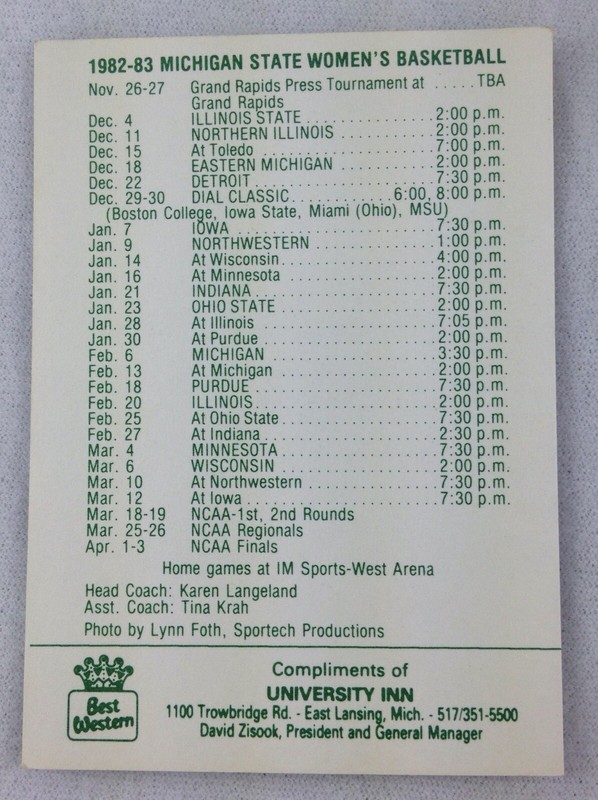 1982-83 MICHIGAN STATE WOMEN'S BASKETBALL
Nov. 26-27 Grand Rapids Press Tournament at .....TBA
Grand Rapids
Dec. 4 ILLINOIS STATE ................ 2:00 p.m.
Dec. 11 NORTHERN ILLINOIS ........... 2:00 p.m.
Dec. 15 At Toledo ..................... 7:00 p.m.
Dec. 18 EASTERN MICHIGAN ............ 2:00 p.m.
Dec. 22 DETROIT ...................... 7:30 p.m.
Dec. 29-30 DIAL CLASSIC ............ 6:00, 8:00 p.m.
(Boston College, Iowa State, Miami (Ohio), MSU)
Jan. 7 IOWA ........................ 7:30 p.m.
Jan. 9 NORTHWESTERN ............... 1:00 p.m.
Jan. 14 At Wisconsin .................. 4:00 p.m.
Jan. 16 At Minnesota .................. 2:00 p.m.
Jan. 21 INDIANA ...................... 7:30 p.m.
Jan. 23 OHIO STATE ................... 2:00 p.m.
Jan. 28 At Illinois ..................... 7:05 p.m.
Jan. 30 At Purdue .................... 2:00 p.m.
Feb. 6 MICHIGAN .................... 3:30 p.m.
Feb. 13 At Michigan ................... 2:00 p.m.
Feb. 18 PURDUE ...................... 7:30 p.m.
Feb. 20 ILLINOIS ...................... 2:00 p.m.
Feb. 25 At Ohio State .................. 7:30 p.m.
Feb. 27 At Indiana .................... 2:30 p.m.
Mar. 4 MINNESOTA ................... 7:30 p.m.
Mar. 6 WISCONSIN ................... 2:00 p.m.
Mar. 10 At Northwestern ............... 7:30 p.m.
Mar. 12 At Iowa ....................... 7:30 p.m.
Mar. 18-19 NCAA-1st, 2nd Rounds
Mar. 25-26 NCAA Regionals
Apr. 1-3 NCAA Finals
Home games at IM Sports-West Arena
Head Coach: Karen Langeland
Asst. Coach: Tina Krah
Photo by Lynn Foth, Sportech Productions
Best
Western
Compliments of
UNIVERSITY INN
1100 Trowbridge Rd. - East Lansing, Mich. - 517/351-5500
David Zisook, President and General Manager